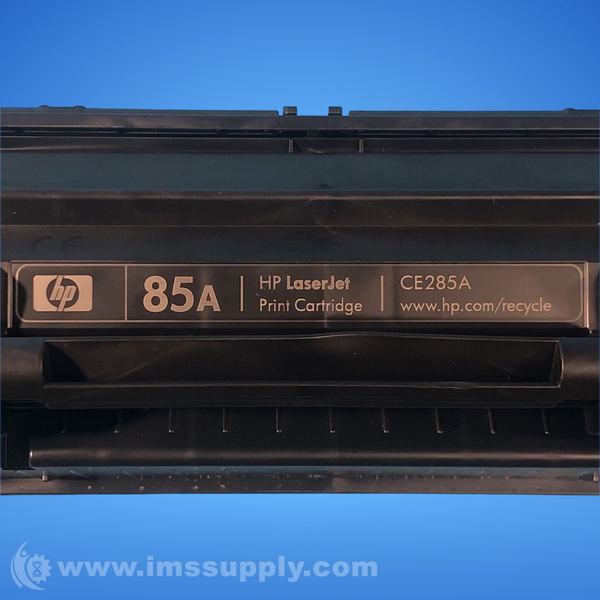 hp
85A
HP LaserJet
Print Cartridge
CE285A
www.hp.com/recycle
www.imssupply.com